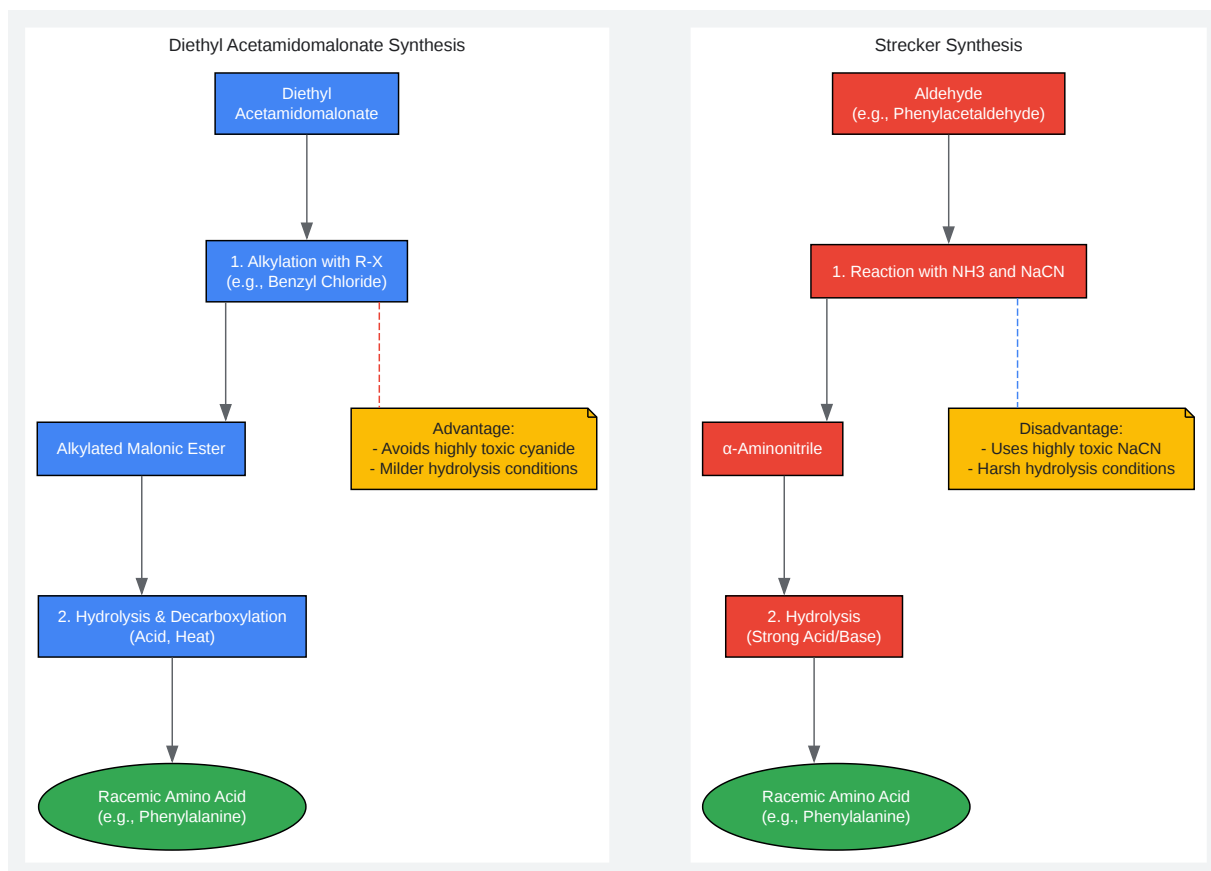 Diethyl Acetamidomalonate Synthesis
Diethyl
Acetamidomalonate
1. Alkylation with R-X
(e.g., Benzyl Chloride)
Alkylated Malonic Ester
Advantage:
- Avoids highly toxic cyanide
- Milder hydrolysis conditions
2. Hydrolysis & Decarboxylation
(Acid, Heat)
Racemic Amino Acid
(e.g., Phenylalanine)
Strecker Synthesis
Aldehyde
(e.g., Phenylacetaldehyde)
1. Reaction with NH3 and NaCN
α-Aminonitrile
Disadvantage:
- Uses highly toxic NaCN
- Harsh hydrolysis conditions
2. Hydrolysis
(Strong Acid/Base)
Racemic Amino Acid
(e.g., Phenylalanine)